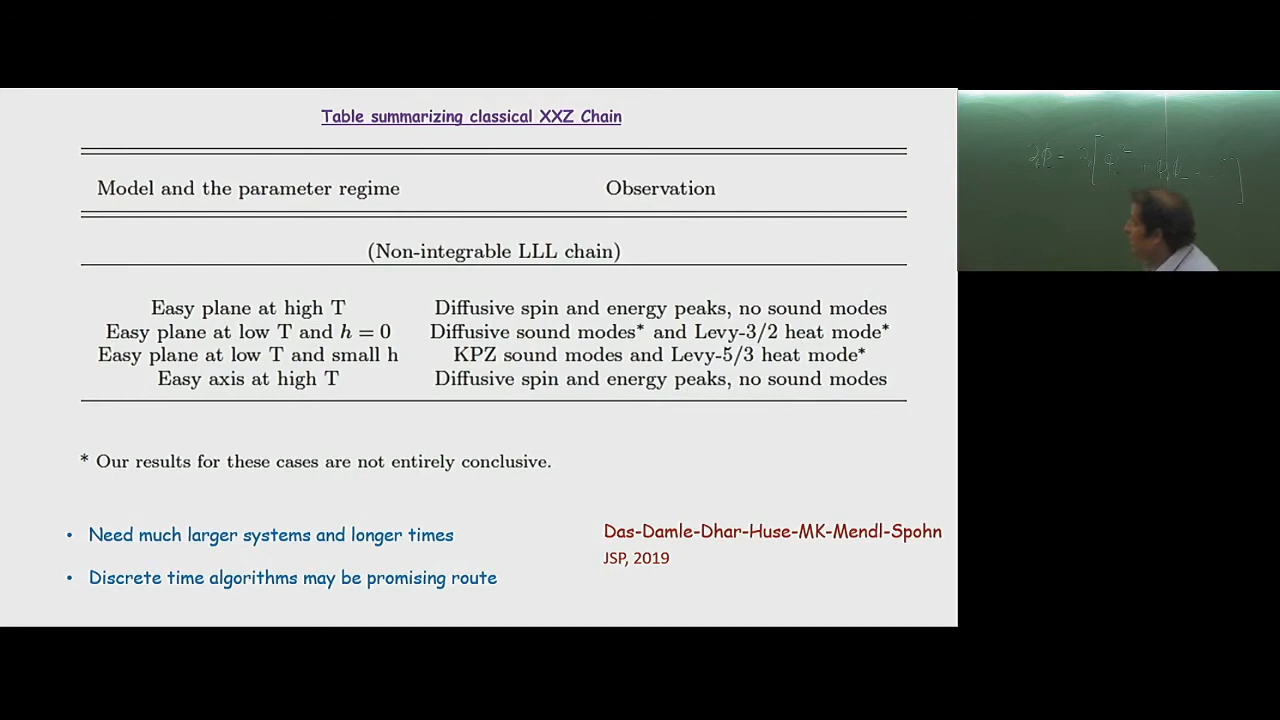 Table summarizing classical XXZ Chain
Model and the parameter regime Observation
(Non-integrable LLL chain)
Easy plane at high T Diffusive spin and energy peaks, no sound modes
Easy plane at low T and h = 0 Diffusive sound modes* and Levy-3/2 heat mode*
Easy plane at low T and small h KPZ sound modes and Levy-5/3 heat mode*
Easy axis at high T Diffusive spin and energy peaks, no sound modes
* Our results for these cases are not entirely conclusive.
• Need much larger systems and longer times
• Discrete time algorithms may be promising route
Das-Damle-Dhar-Huse-MK-Mendl-Spohn
JSP, 2019